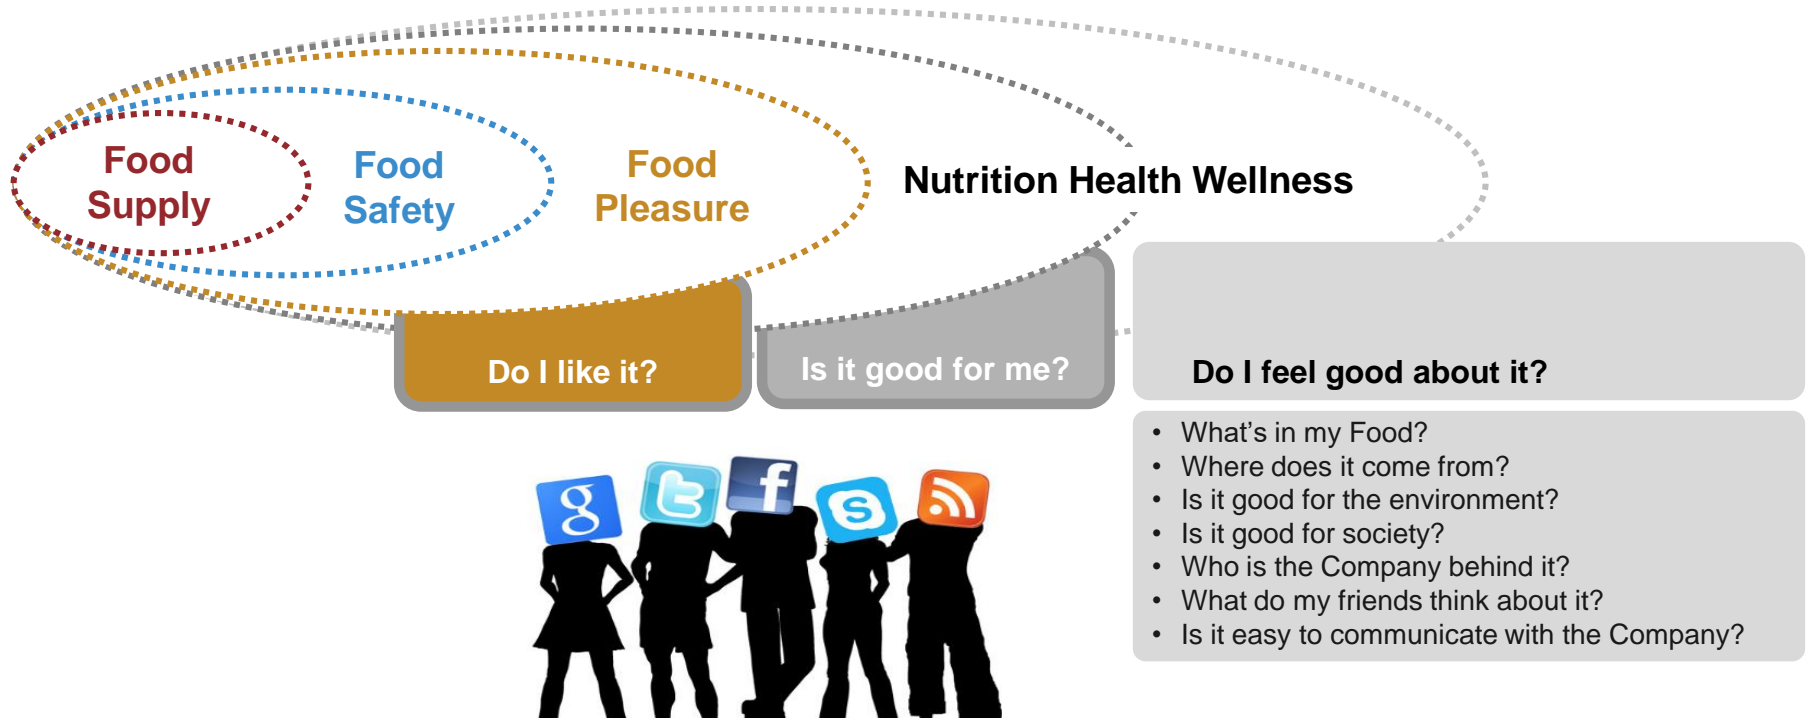 Food
Supply
Food
Safety
Food
Pleasure
Nutrition Health Wellness
Do I like it?
Is it good for me?
Do I feel good about it?
g
t
f
S
• What’s in my Food?
• Where does it come from?
• Is it good for the environment?
• Is it good for society?
• Who is the Company behind it?
• What do my friends think about it?
• Is it easy to communicate with the Company?